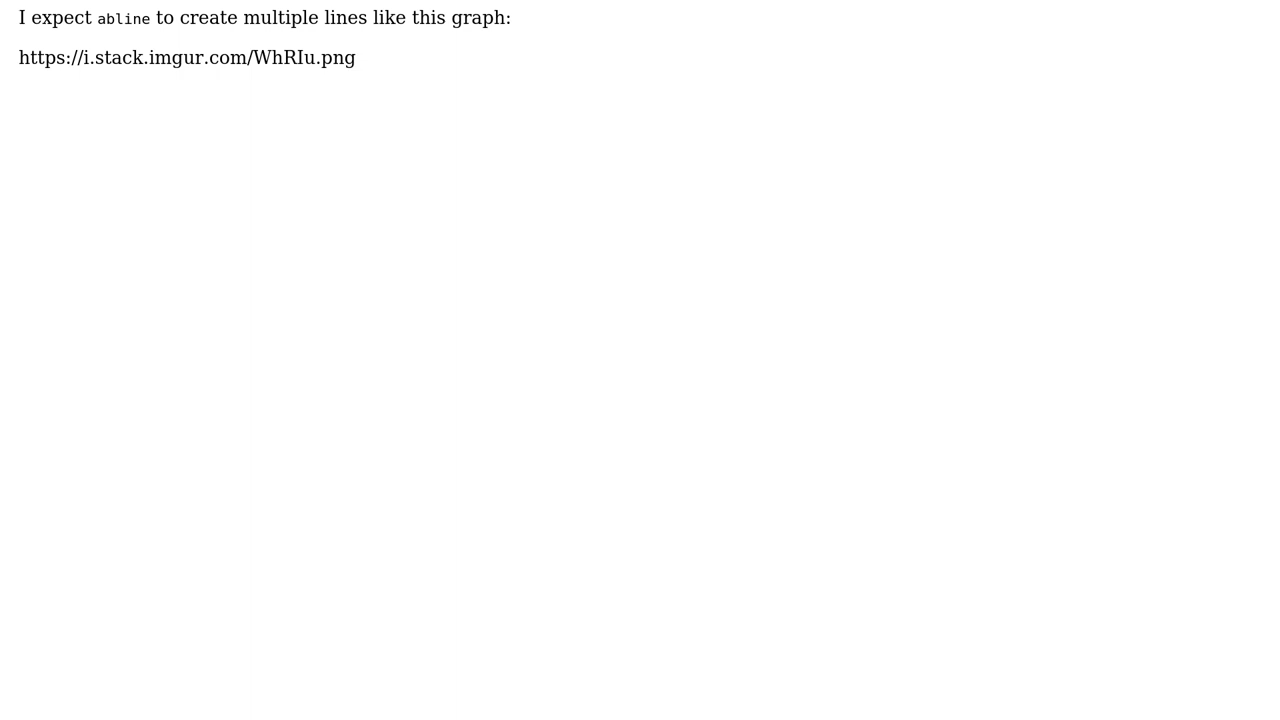 I expect abline to create multiple lines like this graph:
https://i.stack.imgur.com/WhRIu.png